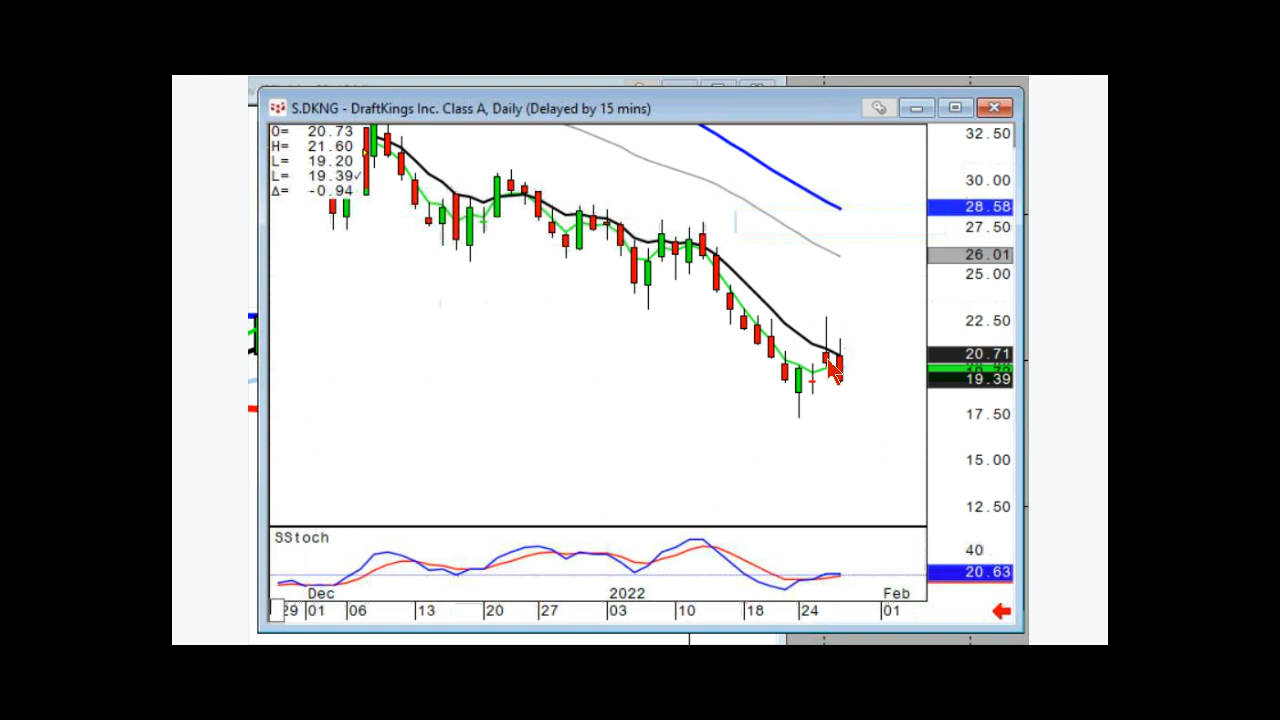 S.DKNG - DraftKings Inc. Class A, Daily (Delayed by 15 mins)
O= 20.73
H= 21.60
L= 19.20
L= 19.39✓
Δ= -0.94
32.50
30.00
28.58
27.50
26.01
25.00
22.50
20.71
19.39
17.50
15.00
12.50
SStoch
40
20.63
Dec 2022 Feb
29 01 06 13 20 27 03 10 18 24 01